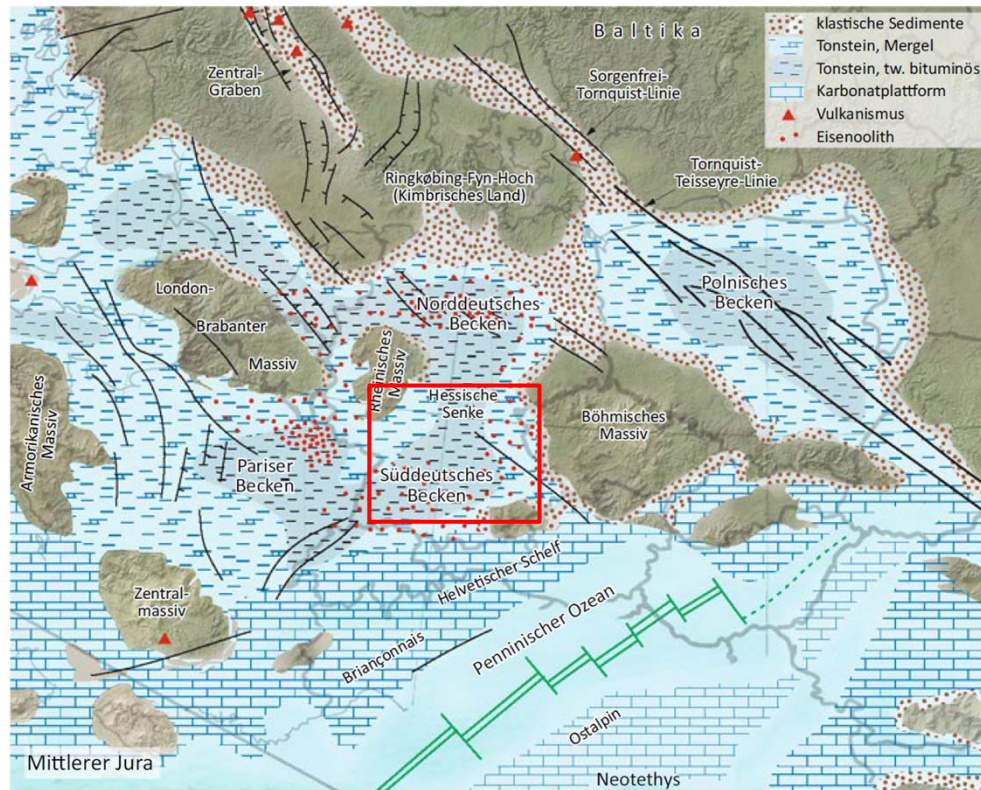 Baltika
klastische Sedimente
Tonstein, Mergel
Tonstein, tw. bituminös
Karbonatplattform
Vulkanismus
Eisenoolith
Zentral-
Graben
Sorgenfrei-
Tornquist-Linie
Tornquist-
Teisseyre-Linie
Ringkøbing-Fyn-Hoch
(Kimbrisches Land)
London-
Brabanter
Massiv
Norddeutsches
Becken
Polnisches
Becken
Rheinisches
Massiv
Hessische
Senke
Böhmisches
Massiv
Armorikanisches
Massiv
Pariser
Becken
Süddeutsches
Becken
Zentral-
massiv
Helvetischer Schelf
Briançonnais
Penninischer Ozean
Ostalpin
Neotethys
Mittlerer Jura